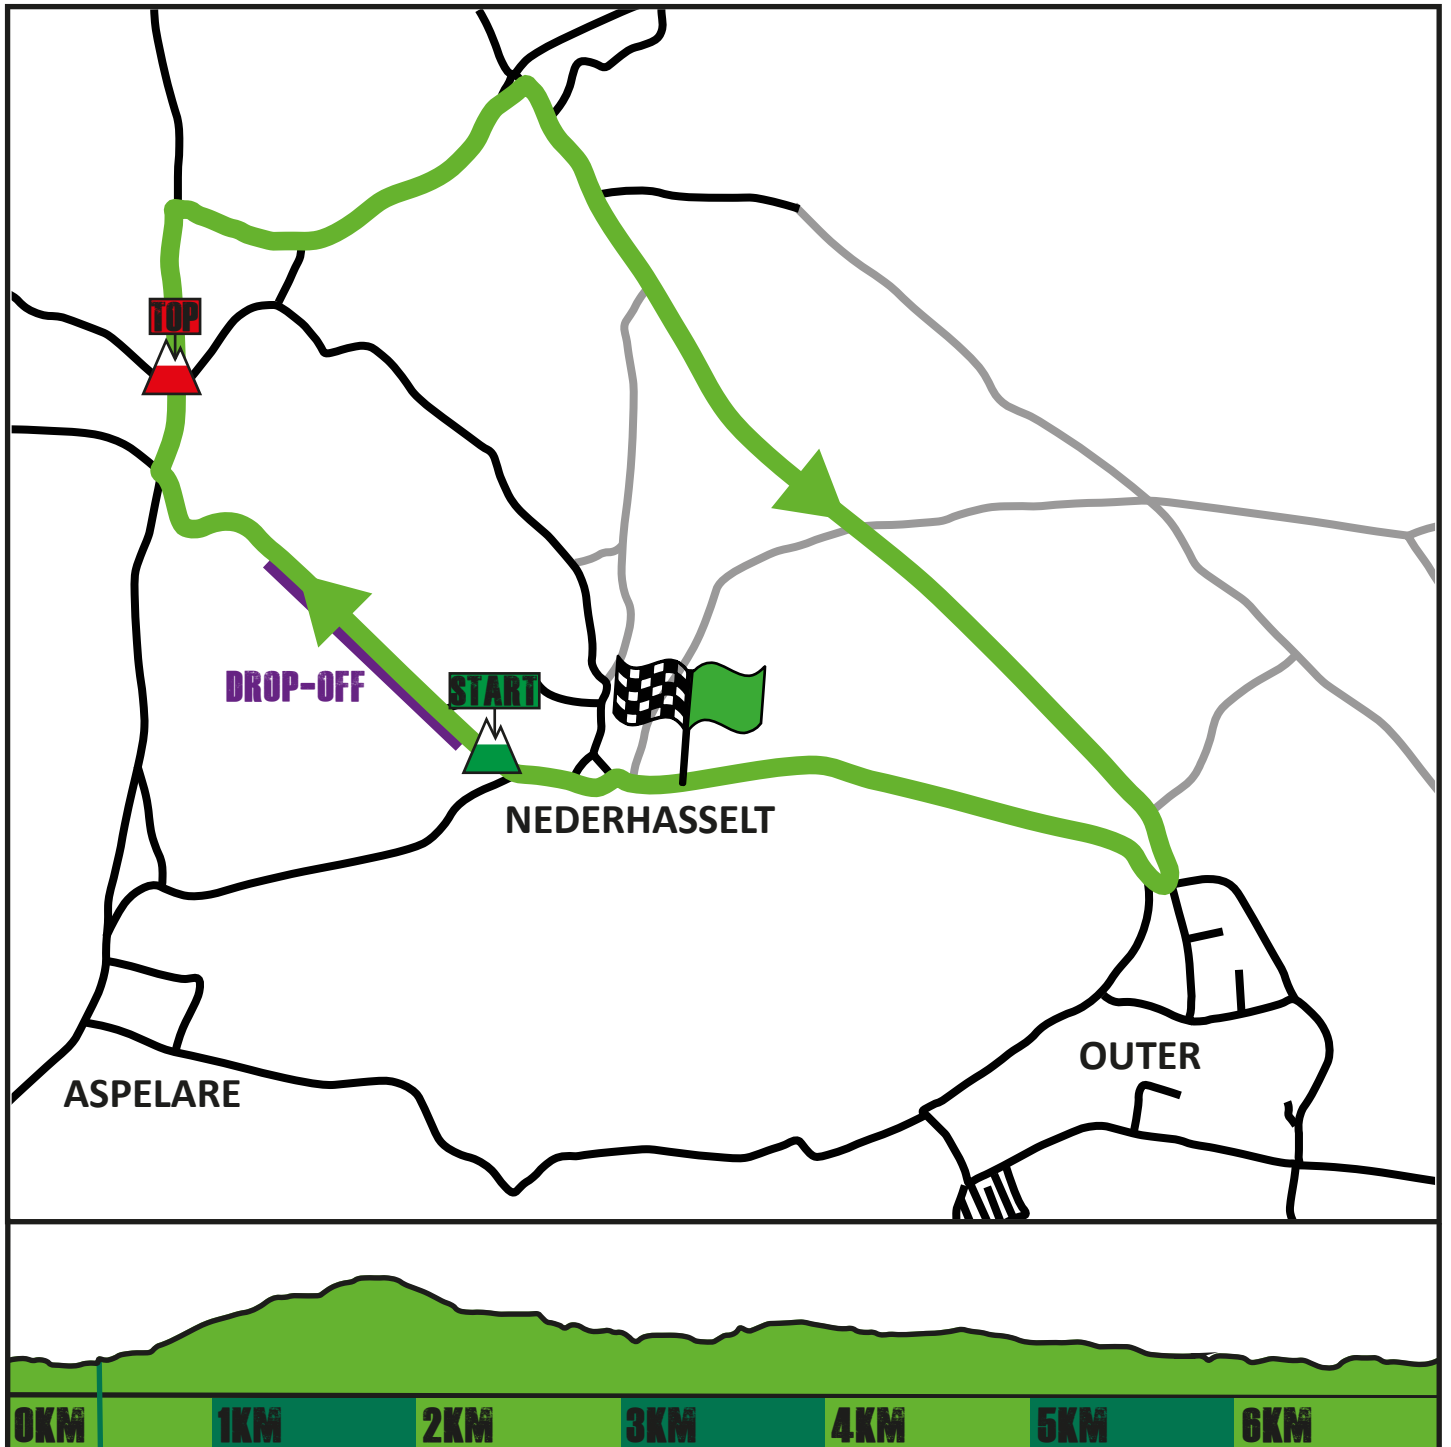 TOP
DROP-OFF
START
NEDERHASSELT
OUTER
ASPELARE
0KM 1KM 2KM 3KM 4KM 5KM 6KM